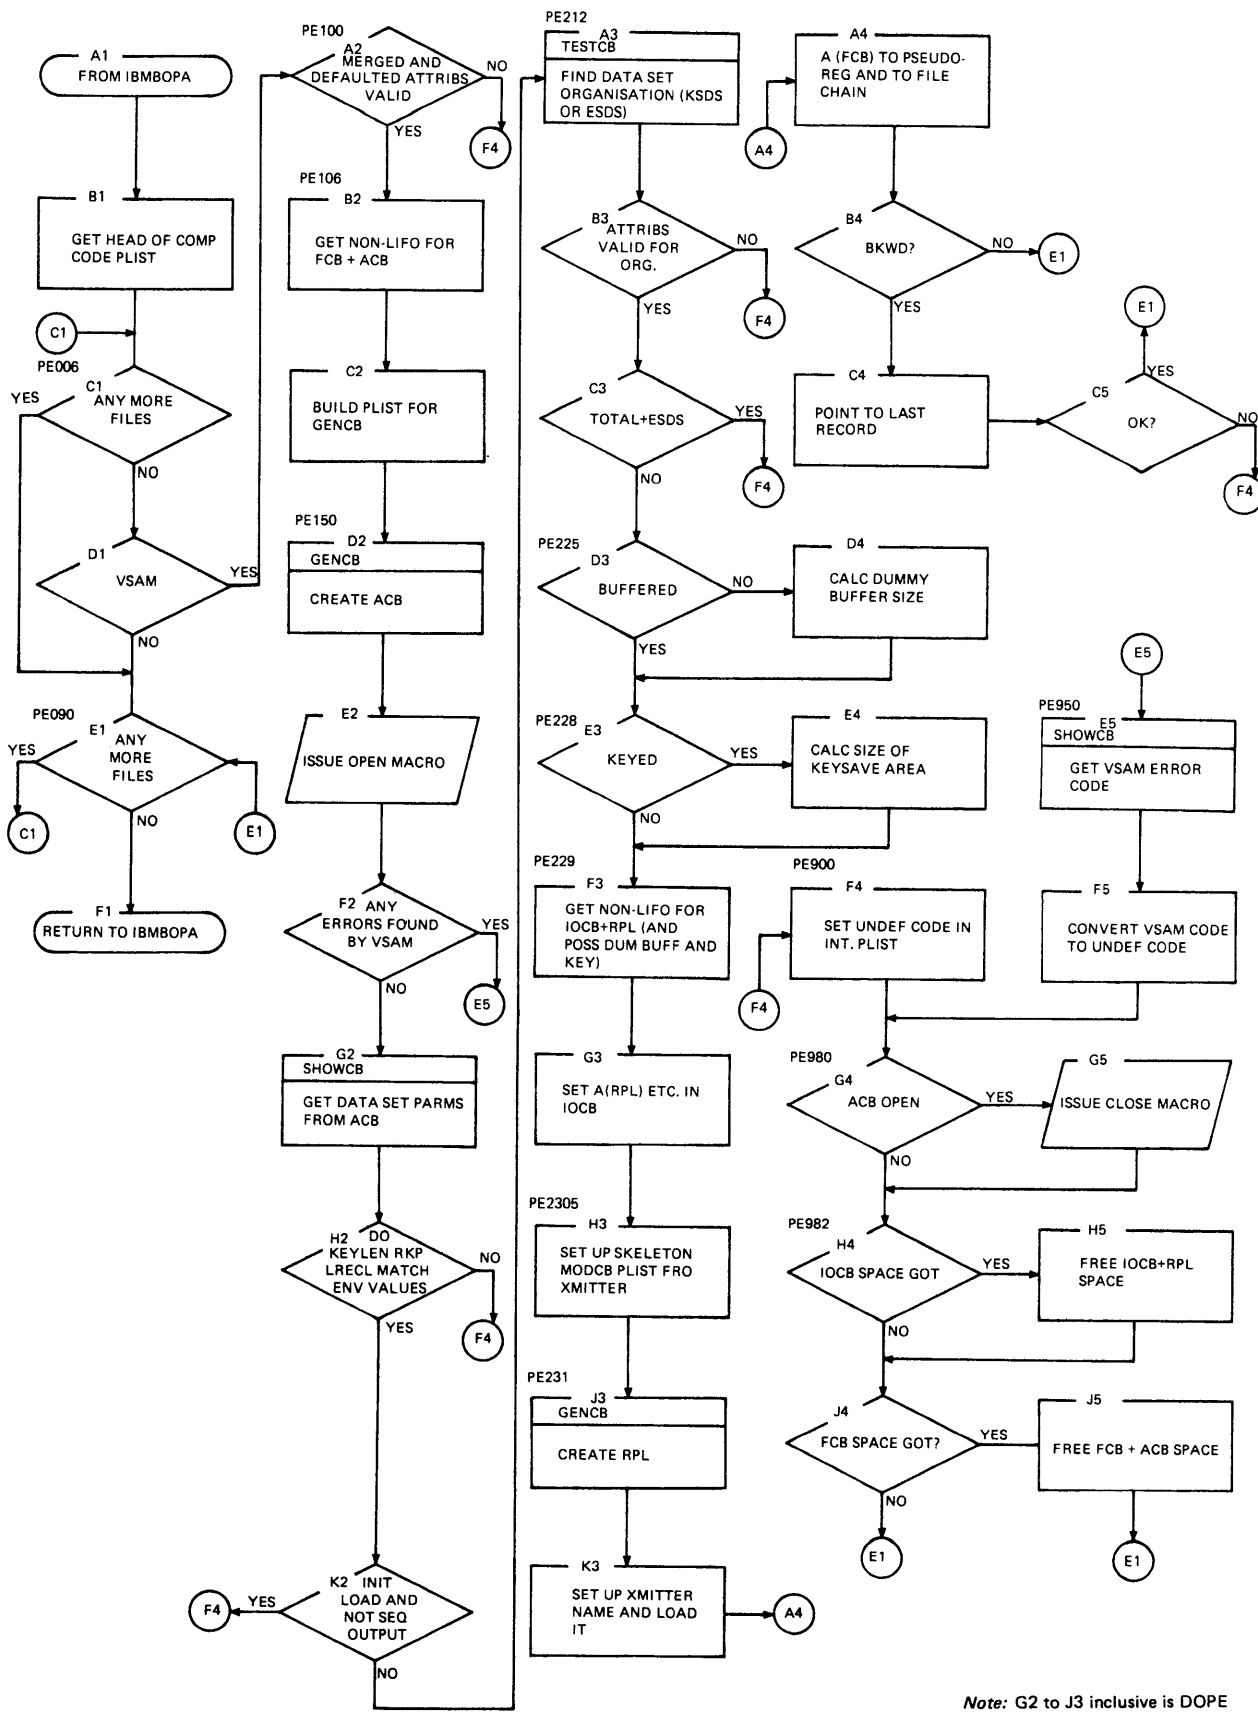 A1
FROM IBMBOPA
B1
GET HEAD OF COMP
CODE PLIST
C1
PE006
C1
ANY MORE
FILES
YES
NO
D1
VSAM
YES
NO
PE090
E1
ANY
MORE
FILES
YES
NO
C1
E1
F1
RETURN TO IBMBOPA
PE100
A2
MERGED AND
DEFAULTED ATTRIBS
VALID
NO
YES
F4
PE106
B2
GET NON-LIFO FOR
FCB + ACB
C2
BUILD PLIST FOR
GENCB
PE150
D2
GENCB
CREATE ACB
E2
ISSUE OPEN MACRO
F2
ANY
ERRORS FOUND
BY VSAM
YES
NO
E5
G2
SHOWCB
GET DATA SET PARMS
FROM ACB
H2
DO
KEYLEN RKP
LRECL MATCH
ENV VALUES
NO
YES
F4
K2
INIT
LOAD AND
NOT SEQ
OUTPUT
YES
F4
NO
PE212
A3
TESTCB
FIND DATA SET
ORGANISATION (KSDS
OR ESDS)
B3
ATTRIBS
VALID FOR
ORG.
NO
YES
F4
C3
TOTAL+ESDS
YES
NO
F4
PE225
D3
BUFFERED
NO
YES
PE228
E3
KEYED
YES
NO
PE229
F3
GET NON-LIFO FOR
IOCB+RPL (AND
POSS DUM BUFF AND
KEY)
G3
SET A(RPL) ETC. IN
IOCB
PE2305
H3
SET UP SKELETON
MODCB PLIST FRO
XMITTER
PE231
J3
GENCB
CREATE RPL
K3
SET UP XMITTER
NAME AND LOAD
IT
A4
A4
A (FCB) TO PSEUDO-
REG AND TO FILE
CHAIN
A4
B4
BKWD?
NO
E1
YES
C4
POINT TO LAST
RECORD
D4
CALC DUMMY
BUFFER SIZE
E4
CALC SIZE OF
KEYSAVE AREA
PE900
F4
SET UNDEF CODE IN
INT. PLIST
F4
PE980
G4
ACB OPEN
YES
NO
PE982
H4
IOCB SPACE GOT
YES
NO
J4
FCB SPACE GOT?
YES
NO
E1
E1
YES
C5
OK?
NO
F4
E5
PE950
E5
SHOWCB
GET VSAM ERROR
CODE
F5
CONVERT VSAM CODE
TO UNDEF CODE
G5
ISSUE CLOSE MACRO
H5
FREE IOCB+RPL
SPACE
J5
FREE FCB + ACB SPACE
E1
Note: G2 to J3 inclusive is DOPE